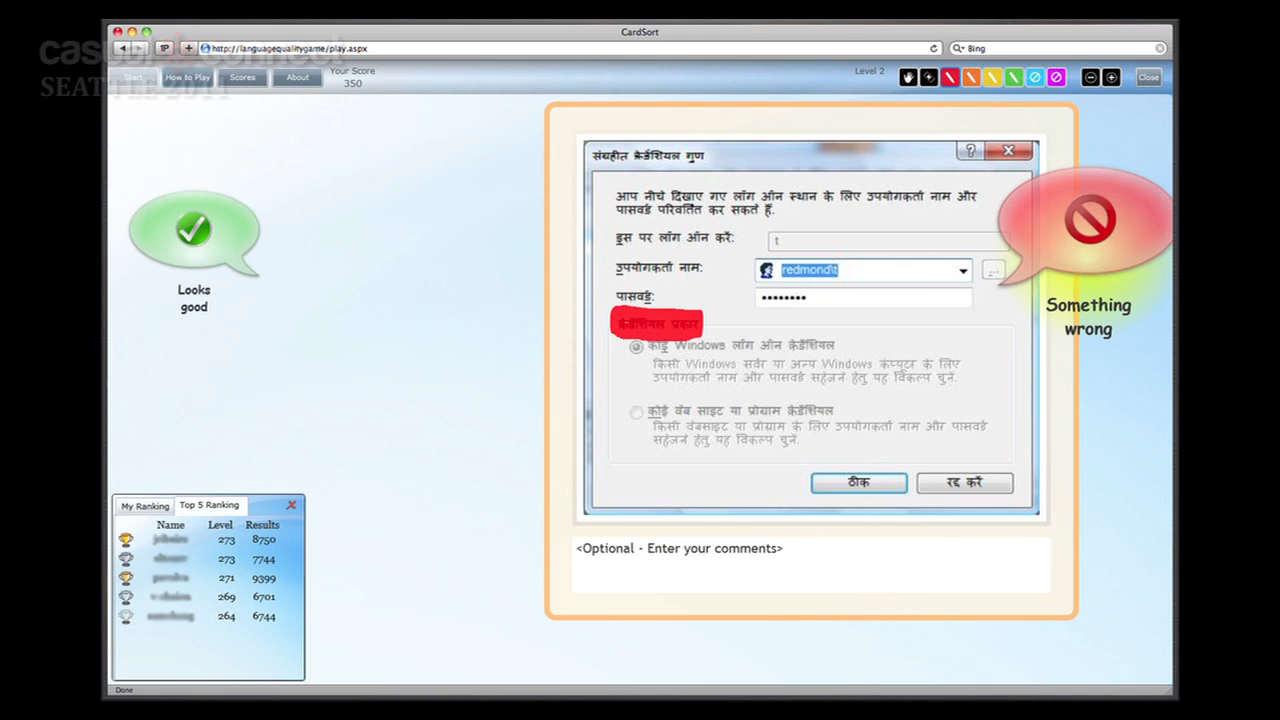 CardSort
http://languagequalitygame/play.aspx
Bing
casual connect
SEATTLE 2011
Start
How to Play
Scores
About
Your Score
350
Level 2
Close
Looks
good
संग्रहीत क्रेडेंशियल गुण
आप नीचे दिखाए गए लॉग ऑन स्थान के लिए उपयोगकर्ता नाम और
पासवर्ड परिवर्तित कर सकते हैं.
इस पर लॉग ऑन करें:
t
उपयोगकर्ता नाम:
redmond\t
...
पासवर्ड:
क्रेडेंशियल प्रकार
कोई Windows लॉग ऑन क्रेडेंशियल
किसी Windows सर्वर या अन्य Windows कंप्यूटर के लिए
उपयोगकर्ता नाम और पासवर्ड सहेजने हेतु यह विकल्प चुनें.
कोई वेब साइट या प्रोग्राम क्रेडेंशियल
किसी वेबसाइट या प्रोग्राम के लिए उपयोगकर्ता नाम और पासवर्ड
सहेजने हेतु यह विकल्प चुनें.
ठीक
रद्द करें
Something
wrong
<Optional - Enter your comments>
My Ranking
Top 5 Ranking
Name Level Results
273 8750
273 7744
271 9399
269 6701
264 6744
Done